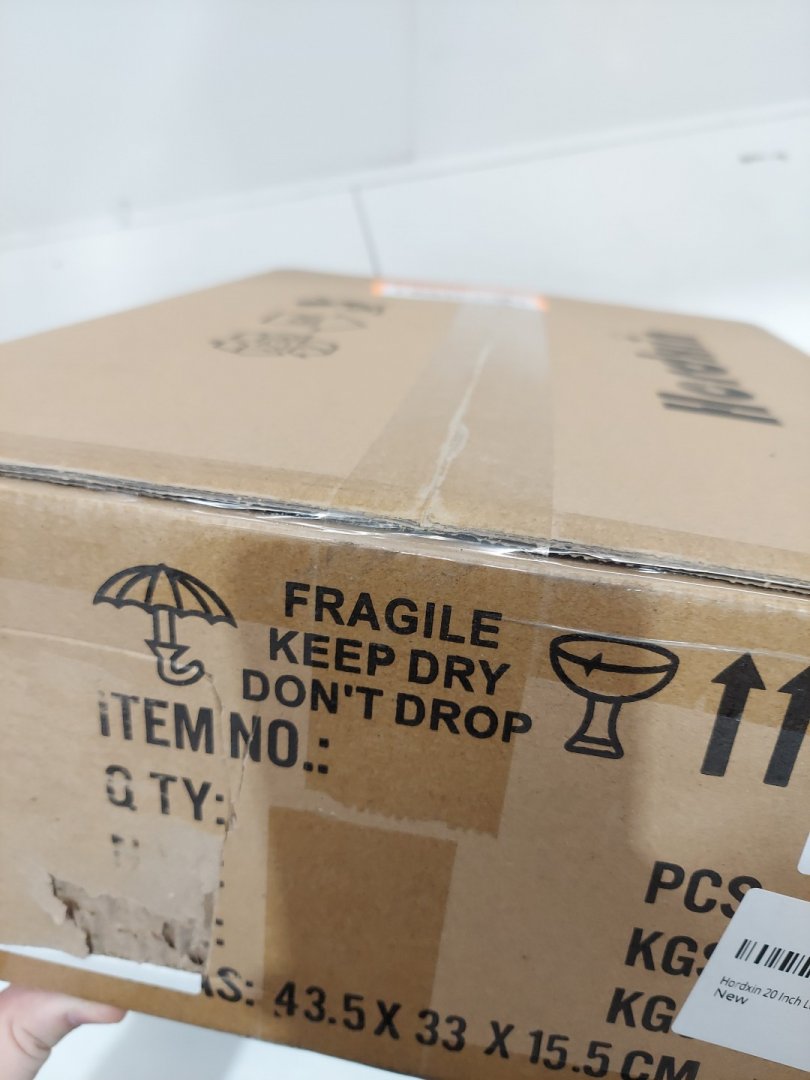 FRAGILE
KEEP DRY
DON'T DROP
iTEM NO.:
Q TY:
PCS
KGS
KG
AS: 43.5 X 33 X 15.5 CM
Hordxin 20 Inch L
New